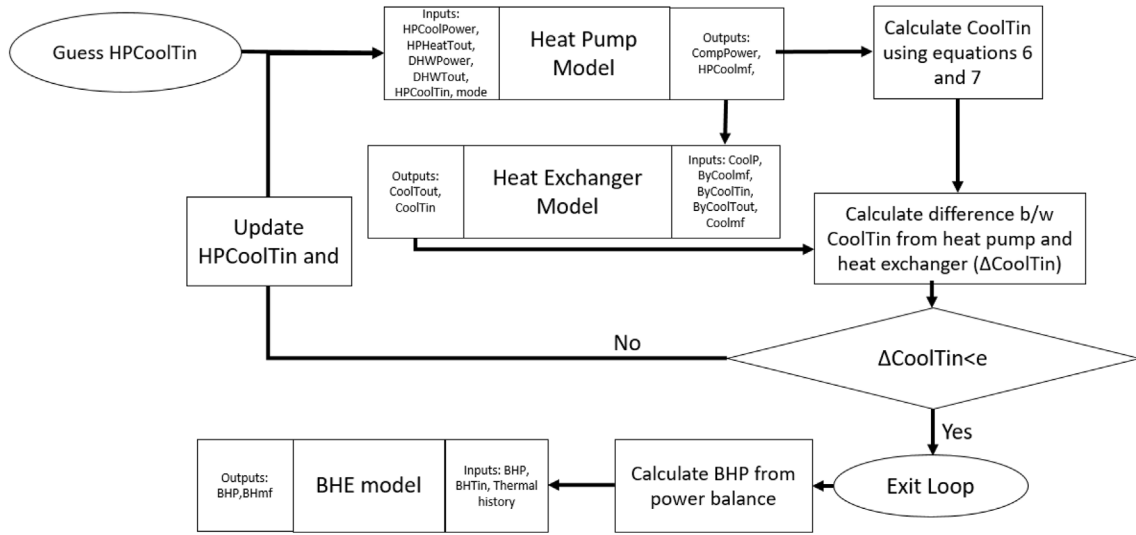 Guess HPCoolTin
Inputs:
HPCoolPower,
HPHeatTout,
DHWPower,
DHWTout,
HPCoolTin, mode
Heat Pump
Model
Outputs:
CompPower,
HPCoolmf,
Calculate CoolTin
using equations 6
and 7
Outputs:
CoolTout,
CoolTin
Heat Exchanger
Model
Inputs: CoolP,
ByCoolmf,
ByCoolTin,
ByCoolTout,
Coolmf
Update
HPCoolTin and
Calculate difference b/w
CoolTin from heat pump and
heat exchanger (ΔCoolTin)
No
ΔCoolTin<e
Yes
Outputs:
BHP,BHmf
BHE model
Inputs: BHP,
BHTin, Thermal
history
Calculate BHP from
power balance
Exit Loop